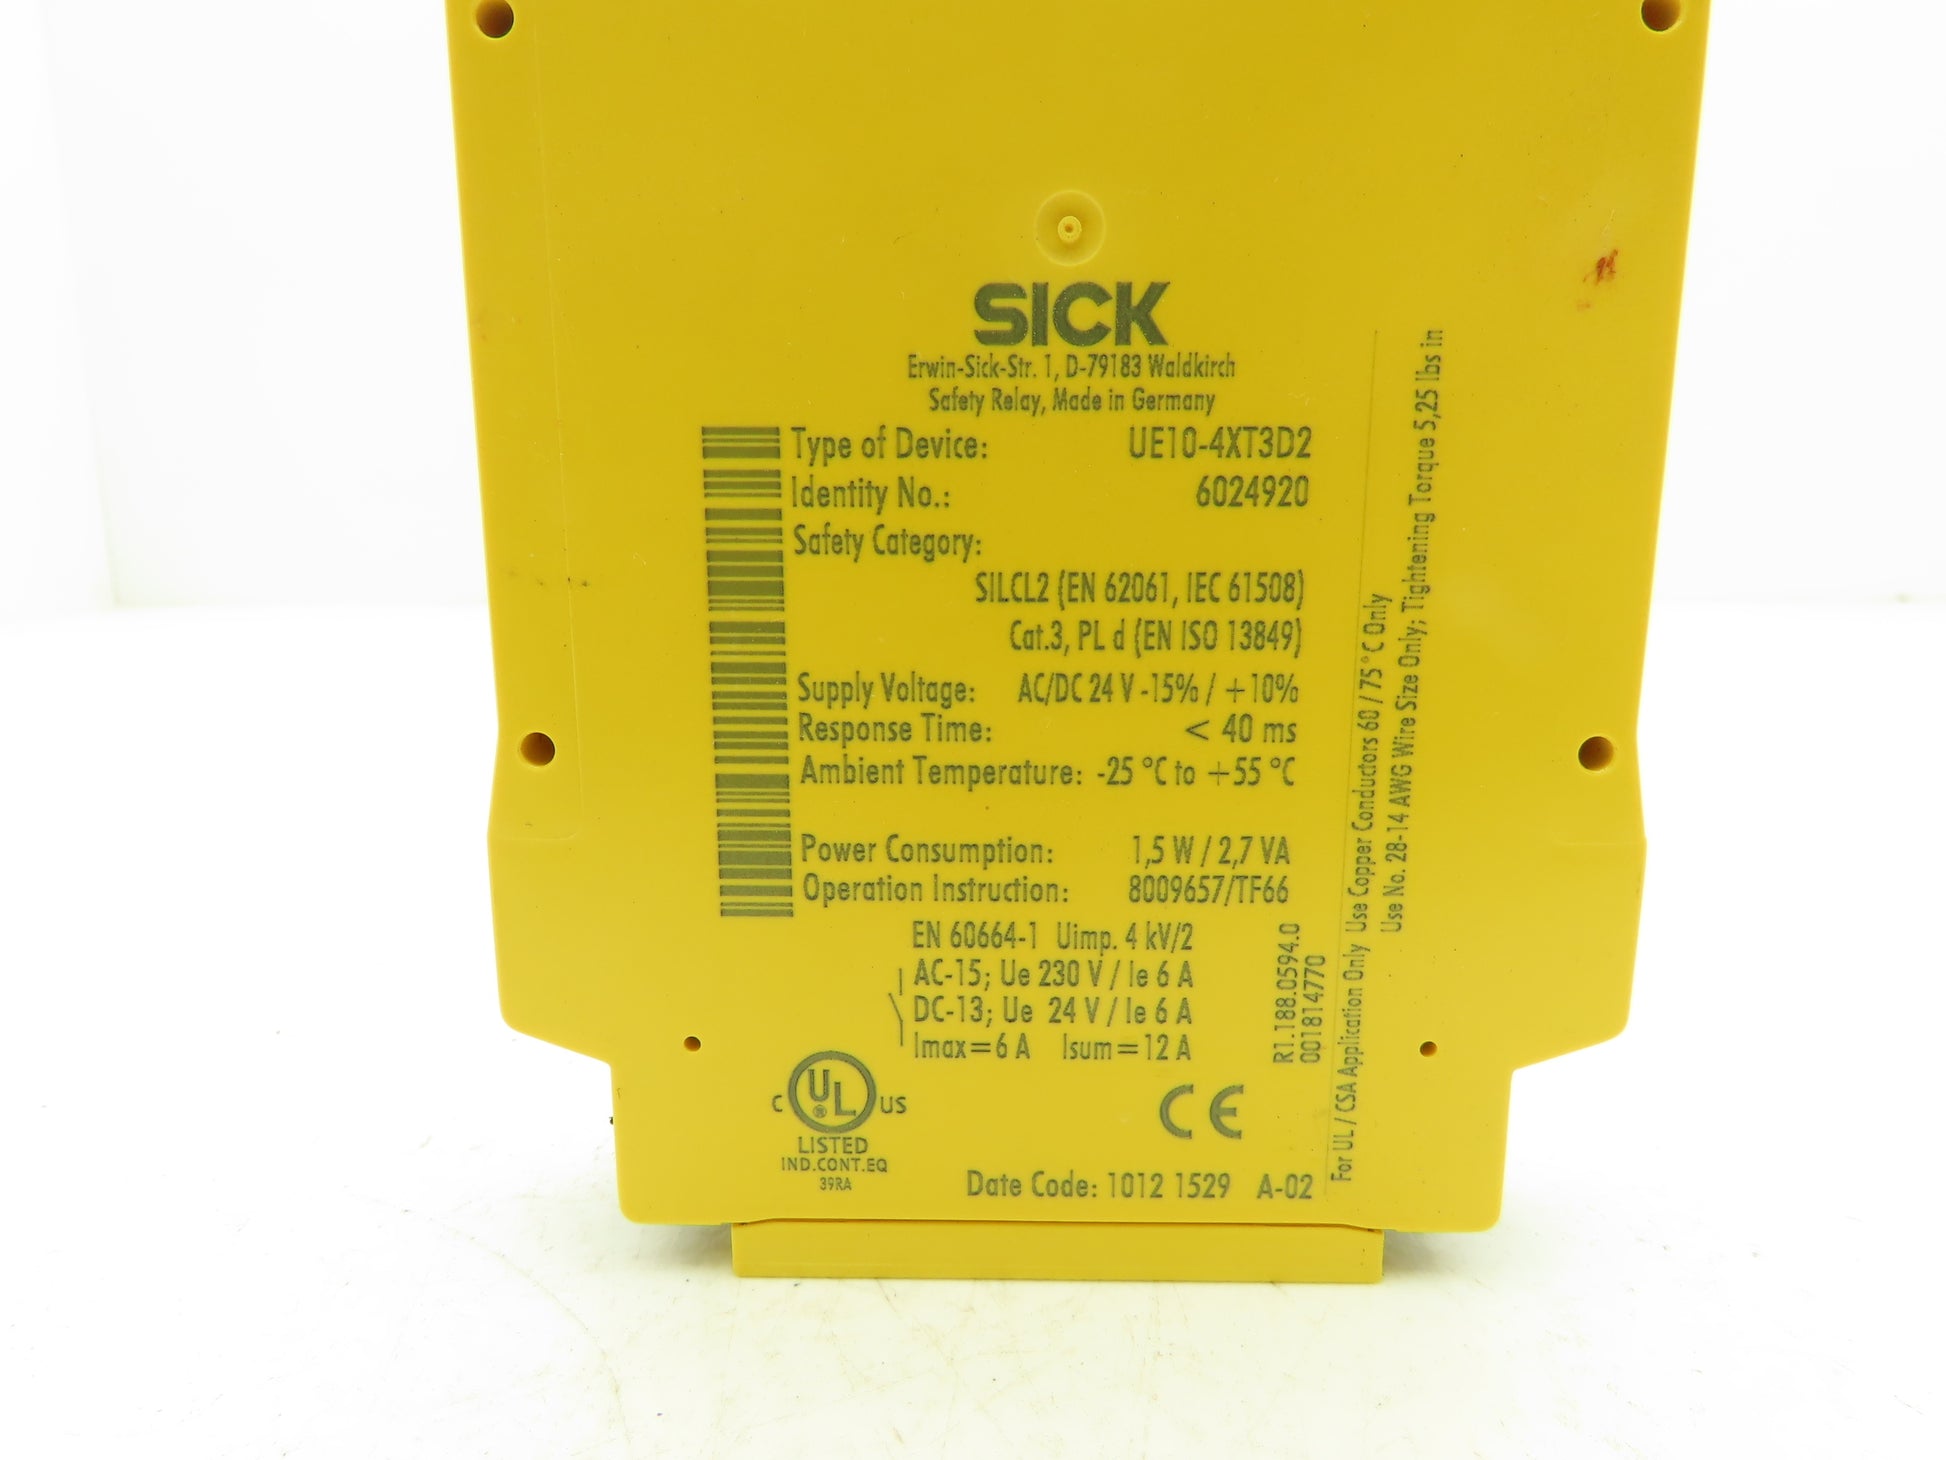 SICK
Erwin-Sick-Str. 1, D-79183 Waldkirch
Safety Relay, Made in Germany
Type of Device: UE10-4XT3D2
Identity No.: 6024920
Safety Category:
SILCL2 (EN 62061, IEC 61508)
Cat.3, PL d (EN ISO 13849)
Supply Voltage: AC/DC 24 V -15% / +10%
Response Time: < 40 ms
Ambient Temperature: -25 °C to +55 °C
Power Consumption: 1,5 W / 2,7 VA
Operation Instruction: 8009657/TF66
EN 60664-1 Uimp. 4 kV/2
AC-15; Ue 230 V / Ie 6 A
DC-13; Ue 24 V / Ie 6 A
Imax=6 A Isum=12 A
C UL ® US
LISTED
IND.CONT.EQ
39RA
CE
Date Code: 1012 1529 A-02
R1.188.0594.0
001814770
For UL / CSA Application Only Use Copper Conductors 60 / 75°C Only
Use No. 28-14 AWG Wire Size Only; Tightening Torque 5,25 lbs in